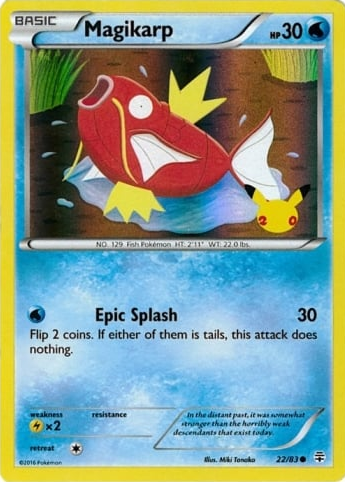 BASIC Magikarp HP30
20
NO. 129 Fish Pokémon HT: 2'11" WT: 22.0 lbs.
Epic Splash 30
Flip 2 coins. If either of them is tails, this attack does
nothing.
weakness resistance
×2
retreat
In the distant past, it was somewhat
stronger than the horribly weak
descendants that exist today.
Illus. Miki Tanaka 22/83
©2016 Pokémon